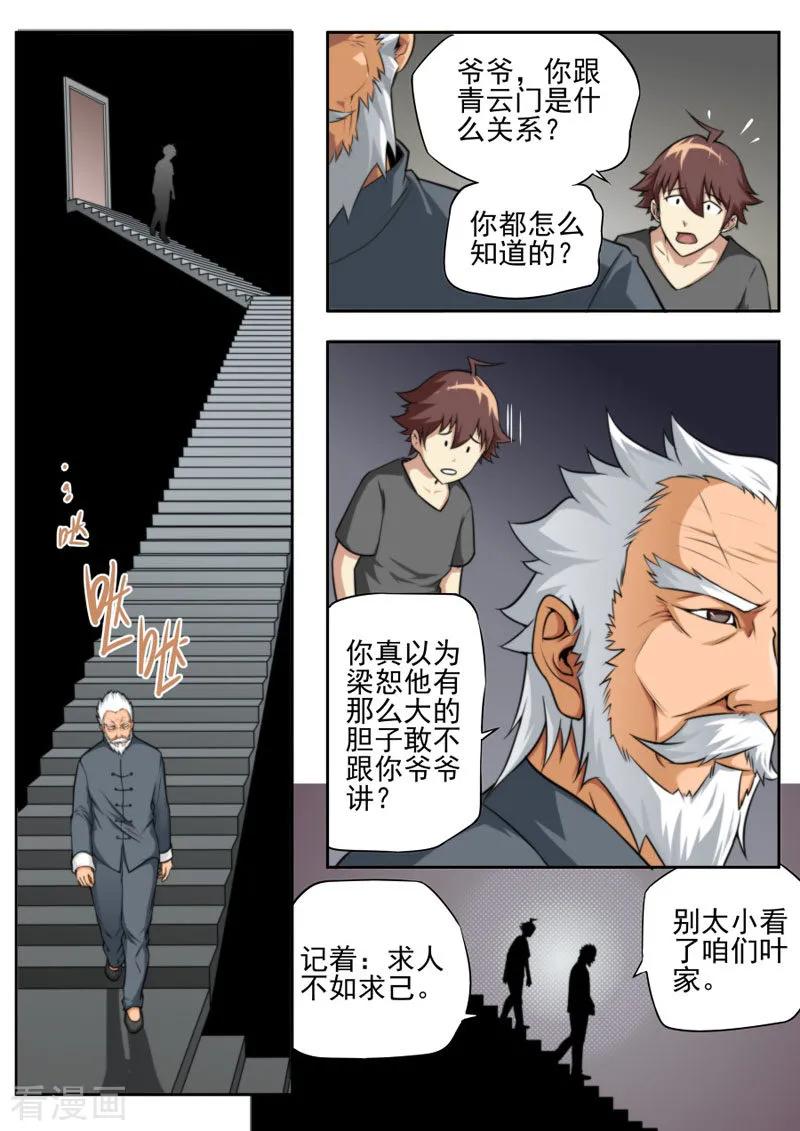 爷爷，你跟
青云门是什
么关系？
你都怎么
知道的？
哒
哒
哒
你真以为
梁恕他有
那么大的
胆子敢不
跟你爷爷
讲？
别太小看
了咱们叶
家。
记着：求人
不如求己。
看漫画